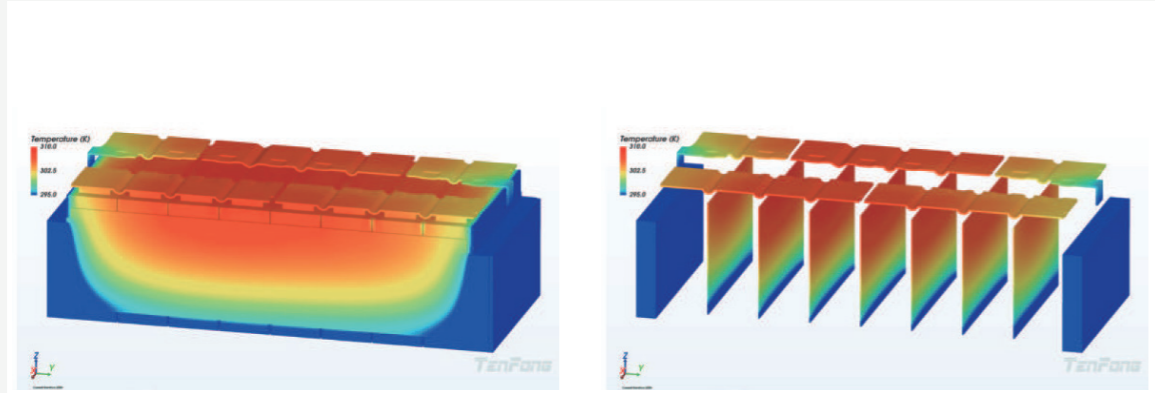 Temperature (K)
310.0
302.5
295.0
Z
X
Y
TenFong
Temperature (K)
310.0
302.5
295.0
Z
X
Y
TenFong